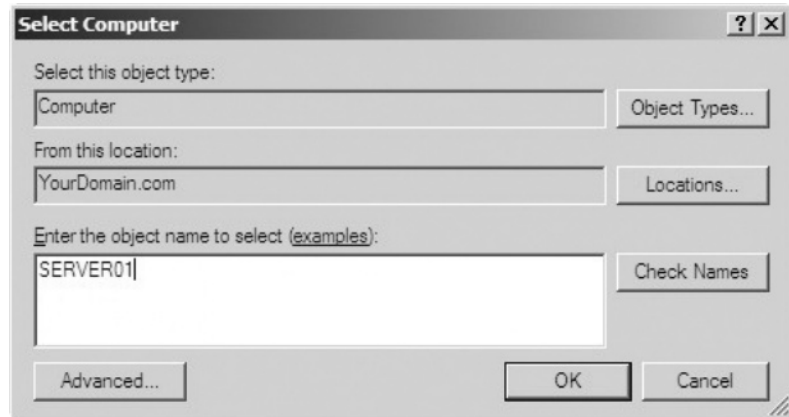 Select Computer ? X
Select this object type:
Computer Object Types...
From this location:
YourDomain.com Locations...
Enter the object name to select (examples):
SERVER01 Check Names
Advanced... OK Cancel